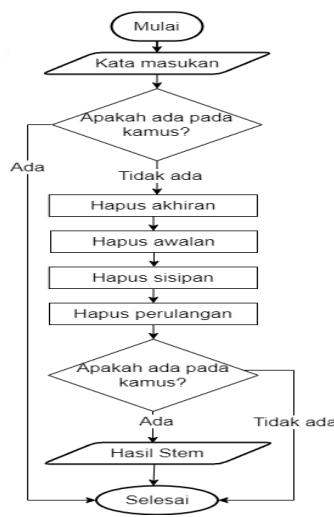 Mulai
Kata masukan
Apakah ada pada
kamus?
Ada
Tidak ada
Hapus akhiran
Hapus awalan
Hapus sisipan
Hapus perulangan
Apakah ada pada
kamus?
Ada
Tidak ada
Hasil Stem
Selesai